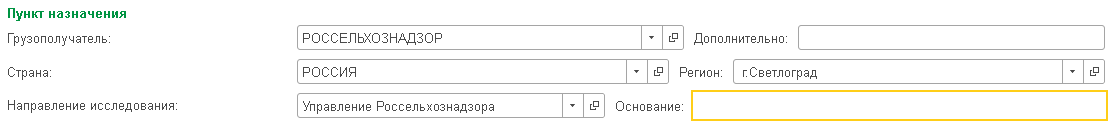 Пункт назначения
Грузополучатель: РОССЕЛЬХОЗНАДЗОР Дополнительно:
Страна: РОССИЯ Регион: г.Светлоград
Направление исследования: Управление Россельхознадзора Основание: